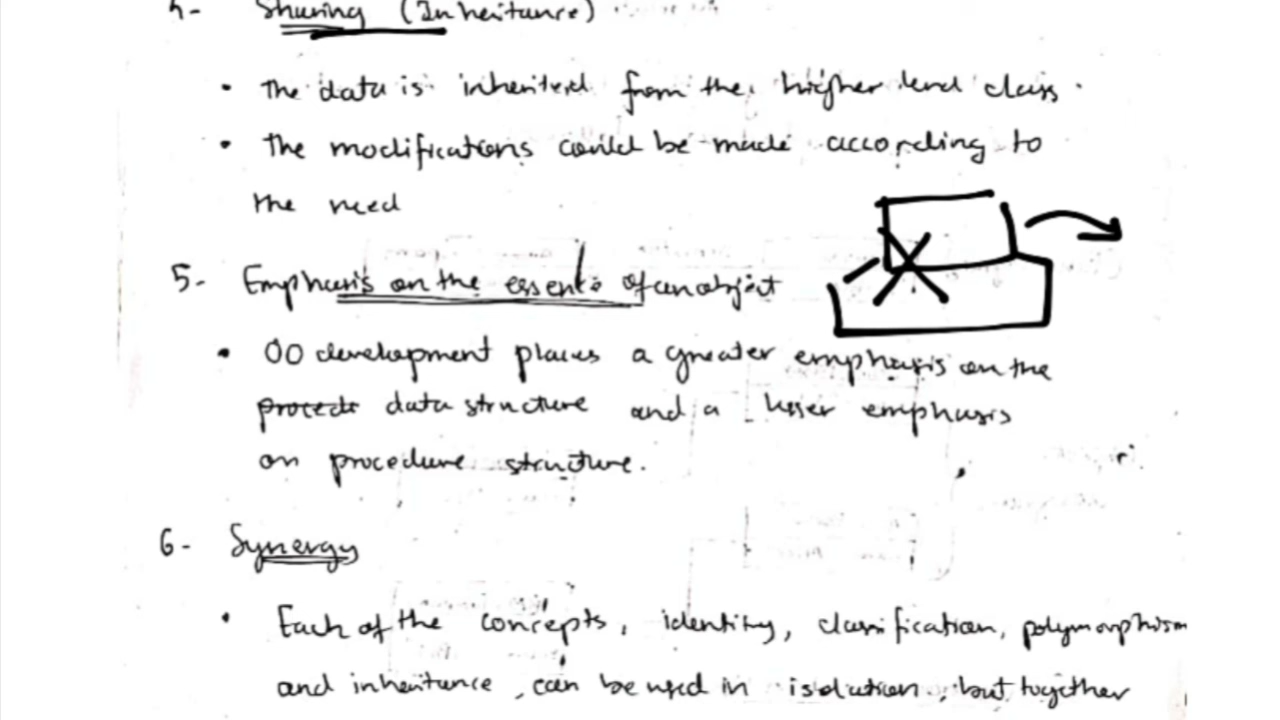 4- Sharing (Inheritance)
• The data is inherited from the higher level class.
• The modifications could be made according to
the need
5- Emphasis on the essence of an object
• OO development places a greater emphasis on the
procede data structure and a lesser emphasis
on procedure structure.
6- Synergy
• Each of the concepts, identity, classification, polymorphism
and inheritance, can be used in isolation, but together